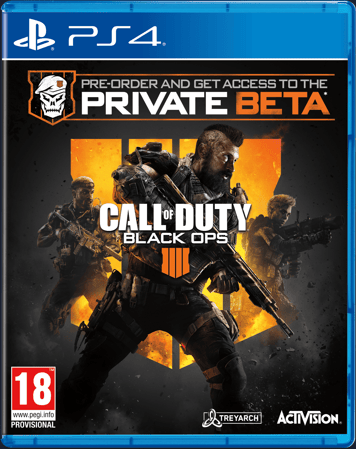 PS4
PRE-ORDER AND GET ACCESS TO THE
PRIVATE BETA*
CALL OF DUTY
BLACK OPS
IIII
18
www.pegi.info
PROVISIONAL
TREYARCH
ACTIVISION